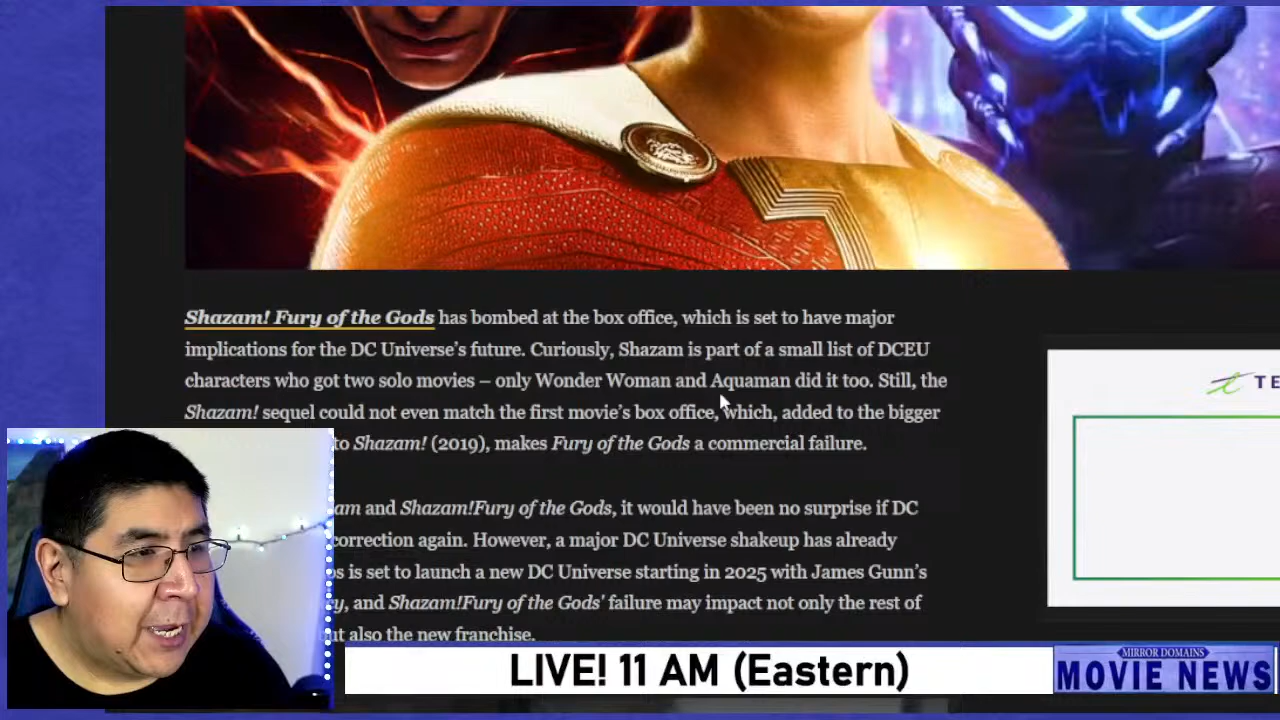 Shazam! Fury of the Gods has bombed at the box office, which is set to have major
implications for the DC Universe's future. Curiously, Shazam is part of a small list of DCEU
characters who got two solo movies – only Wonder Woman and Aquaman did it too. Still, the
Shazam! sequel could not even match the first movie's box office, which, added to the bigger
to Shazam! (2019), makes Fury of the Gods a commercial failure.
am and Shazam!Fury of the Gods, it would have been no surprise if DC
correction again. However, a major DC Universe shakeup has already
s is set to launch a new DC Universe starting in 2025 with James Gunn's
y, and Shazam!Fury of the Gods' failure may impact not only the rest of
ut also the new franchise.
TE
LIVE! 11 AM (Eastern)
MIRROR DOMAINS
MOVIE NEWS